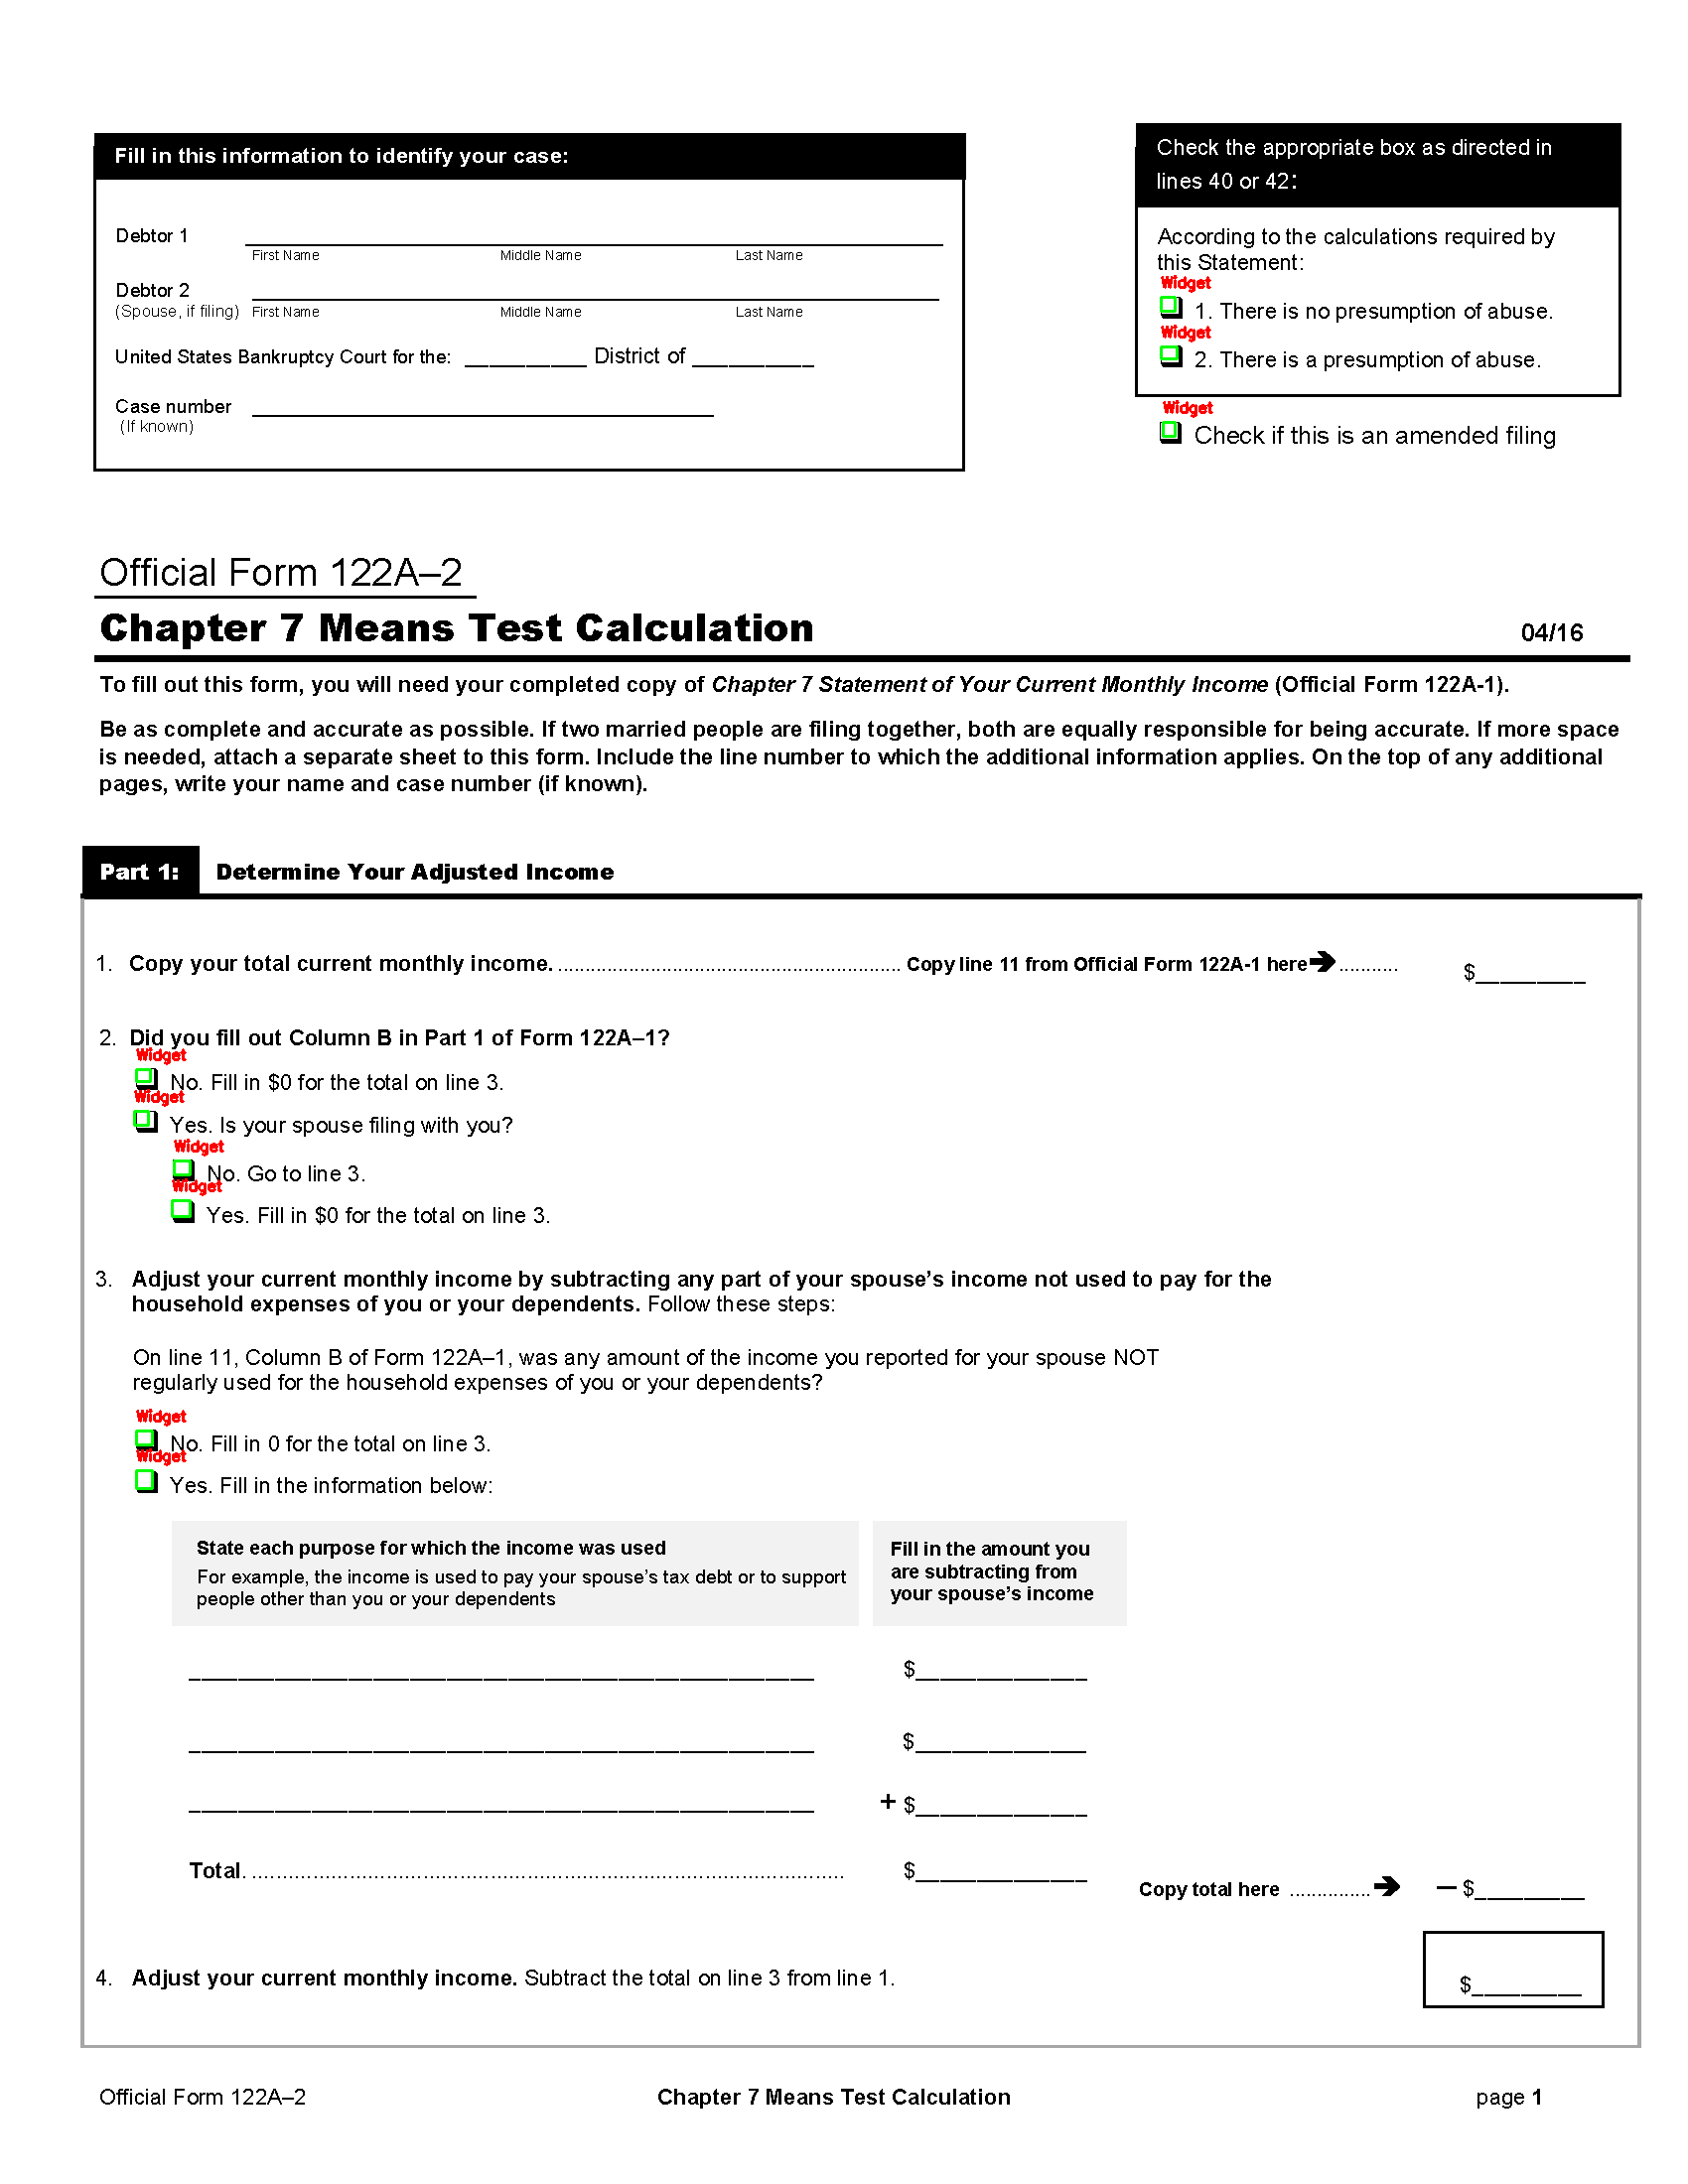 Fill in this information to identify your case:
Debtor 1
First Name Middle Name Last Name
Debtor 2
(Spouse, if filing) First Name Middle Name Last Name
United States Bankruptcy Court for the: __________ District of __________
Case number
(If known)
Check the appropriate box as directed in
lines 40 or 42:
According to the calculations required by
this Statement:
Widget
1. There is no presumption of abuse.
Widget
2. There is a presumption of abuse.
Widget
Check if this is an amended filing
Official Form 122A–2
Chapter 7 Means Test Calculation 04/16
To fill out this form, you will need your completed copy of Chapter 7 Statement of Your Current Monthly Income (Official Form 122A-1).
Be as complete and accurate as possible. If two married people are filing together, both are equally responsible for being accurate. If more space
is needed, attach a separate sheet to this form. Include the line number to which the additional information applies. On the top of any additional
pages, write your name and case number (if known).
Part 1: Determine Your Adjusted Income
1. Copy your total current monthly income. ............................................................... Copy line 11 from Official Form 122A-1 here➔ ........... $_________
2. Did you fill out Column B in Part 1 of Form 122A–1?
Widget
No. Fill in $0 for the total on line 3.
Widget
Yes. Is your spouse filing with you?
Widget
No. Go to line 3.
Widget
Yes. Fill in $0 for the total on line 3.
3. Adjust your current monthly income by subtracting any part of your spouse’s income not used to pay for the
household expenses of you or your dependents. Follow these steps:
On line 11, Column B of Form 122A–1, was any amount of the income you reported for your spouse NOT
regularly used for the household expenses of you or your dependents?
Widget
No. Fill in 0 for the total on line 3.
Widget
Yes. Fill in the information below:
State each purpose for which the income was used
For example, the income is used to pay your spouse’s tax debt or to support
people other than you or your dependents
Fill in the amount you
are subtracting from
your spouse’s income
___________________________________________________ $______________
___________________________________________________ $______________
___________________________________________________ + $______________
Total. .................................................................................................. $______________
Copy total here ............... ➔ — $_________
4. Adjust your current monthly income. Subtract the total on line 3 from line 1. $_________
Official Form 122A–2 Chapter 7 Means Test Calculation page 1